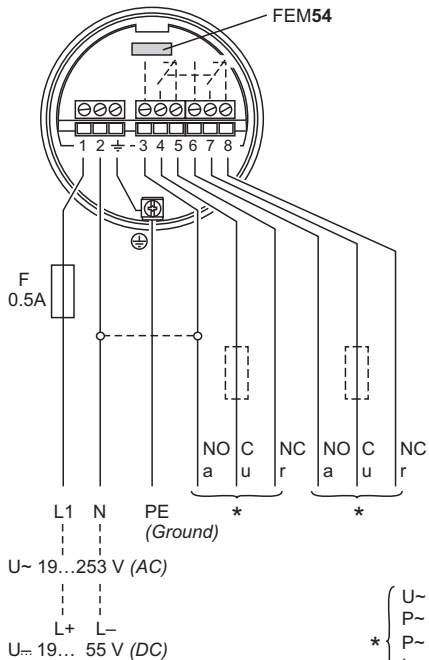 FEM54
1 2 3 4 5 6 7 8
F
0.5A
NO C NC NO C NC
a u r a u r
L1 N PE * *
(Ground)
U~ 19...253 V (AC)
L+ L–
U⎓ 19... 55 V (DC)
U~
P~
* P~